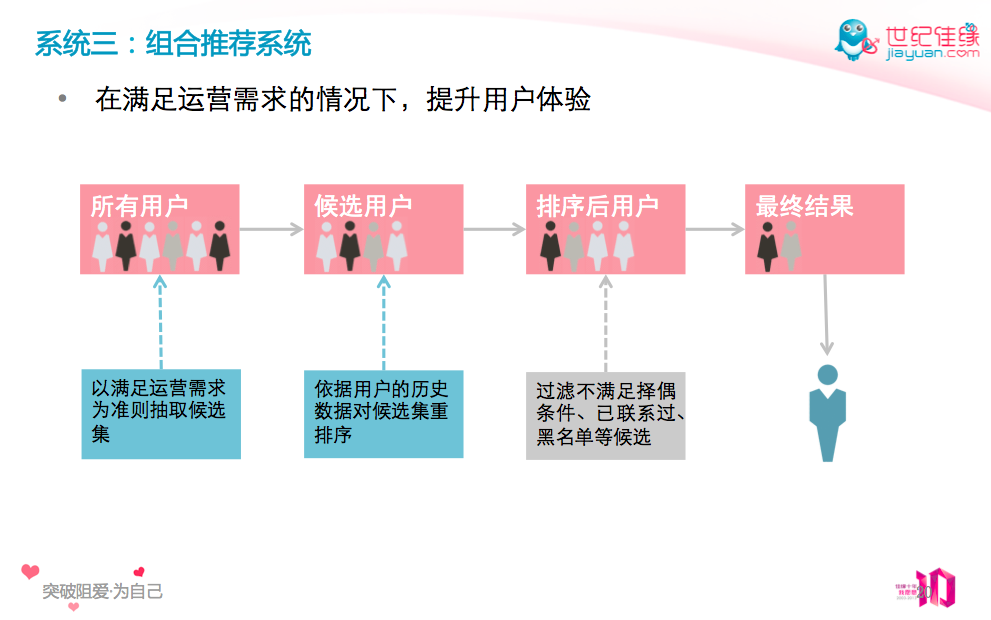 系统三：组合推荐系统
世纪佳缘
jiayuan.com
• 在满足运营需求的情况下，提升用户体验
所有用户
候选用户
排序后用户
最终结果
以满足运营需求
为准则抽取候选
集
依据用户的历史
数据对候选集重
排序
过滤不满足择偶
条件、已联系过、
黑名单等候选
突破阻爱·为自己
10
20